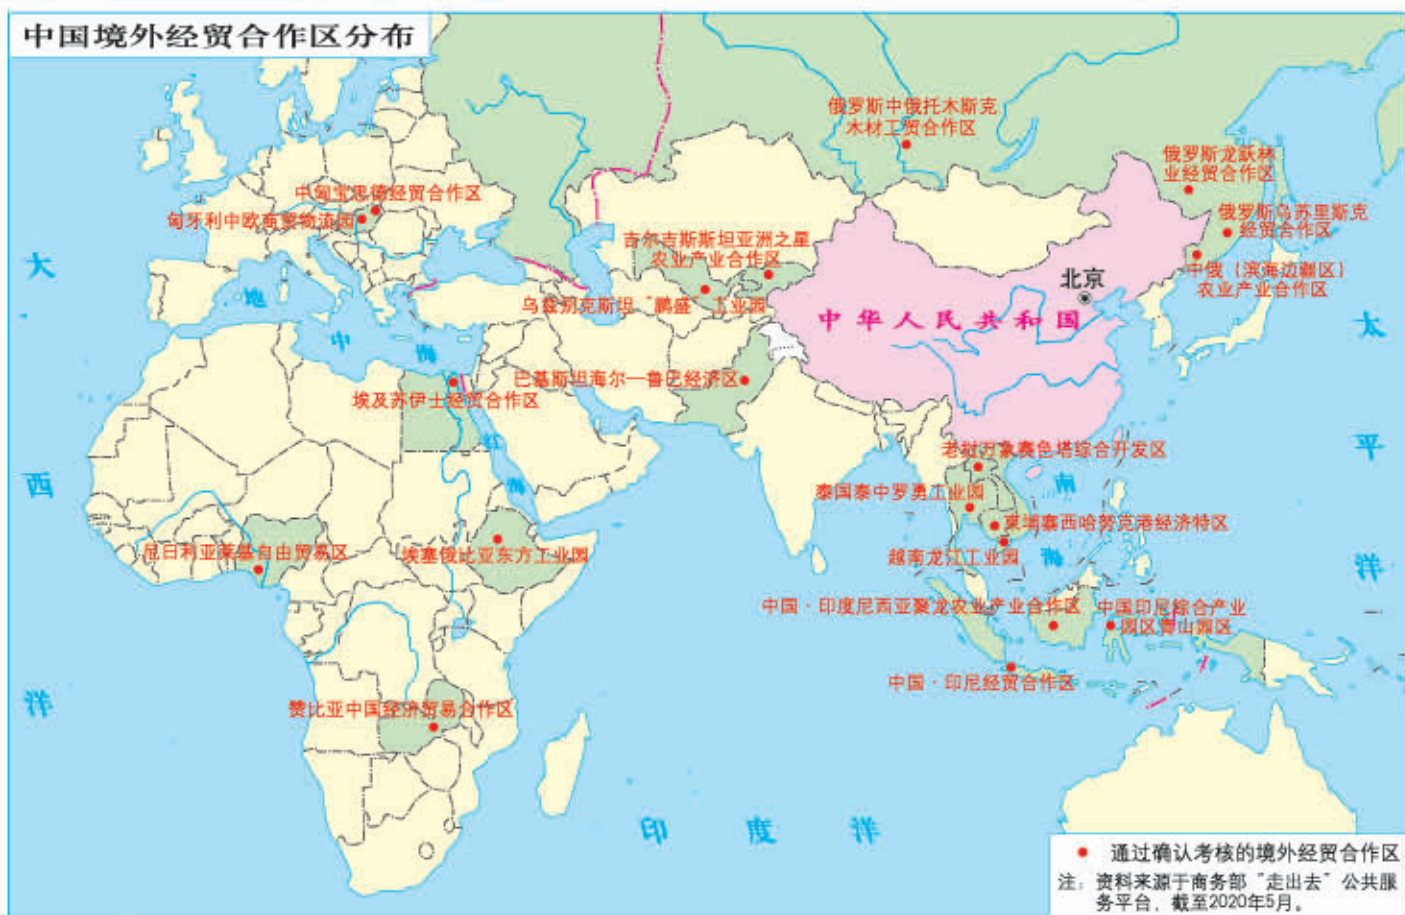 中国境外经贸合作区分布
俄罗斯中俄托木斯克
木材工贸合作区
俄罗斯龙跃林
业经贸合作区
中匈宝思德经贸合作区
匈牙利中欧商贸物流园
俄罗斯乌苏里斯克
经贸合作区
吉尔吉斯斯坦亚洲之星
农业产业合作区
中俄(滨海边疆区)
农业产业合作区
大
西
洋
地
中
海
北京
乌兹别克斯坦“鹏盛”工业园
中华人民共和国
太
平
洋
巴基斯坦海尔—鲁巴经济区
埃及苏伊士经贸合作区
红
海
老挝万象赛色塔综合开发区
泰国泰中罗勇工业园
南
海
柬埔寨西哈努克港经济特区
越南龙江工业园
尼日利亚莱基自由贸易区
埃塞俄比亚东方工业园
中国·印度尼西亚聚龙农业产业合作区
中国印尼综合产业
园区青山园区
中国·印尼经贸合作区
赞比亚中国经济贸易合作区
印 度 洋
通过确认考核的境外经贸合作区
注：资料来源于商务部“走出去”公共服
务平台，截至2020年5月。